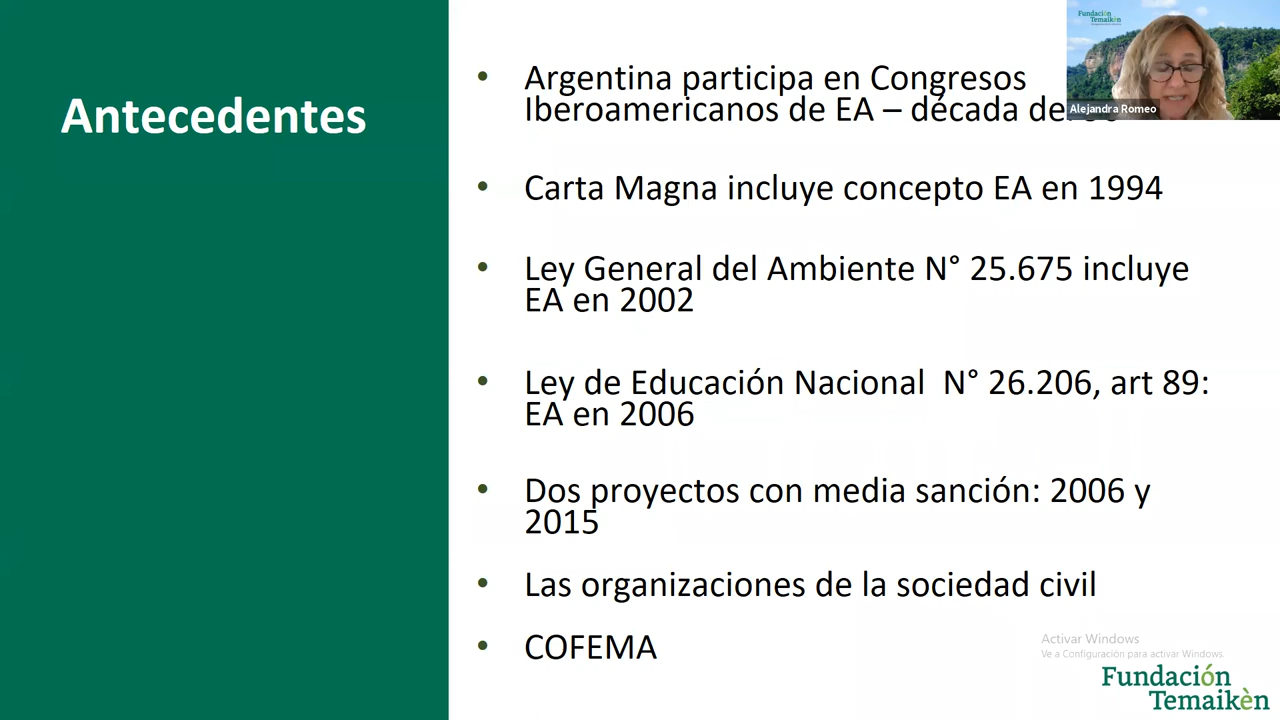 Antecedentes
• Argentina participa en Congresos
Iberoamericanos de EA – década de
• Carta Magna incluye concepto EA en 1994
• Ley General del Ambiente N° 25.675 incluye
EA en 2002
• Ley de Educación Nacional N° 26.206, art 89:
EA en 2006
• Dos proyectos con media sanción: 2006 y
2015
• Las organizaciones de la sociedad civil
• COFEMA
Fundación
Temaikèn
Alejandra Romeo
Activar Windows
Ve a Configuración para activar Windows.
Fundación
Temaikèn